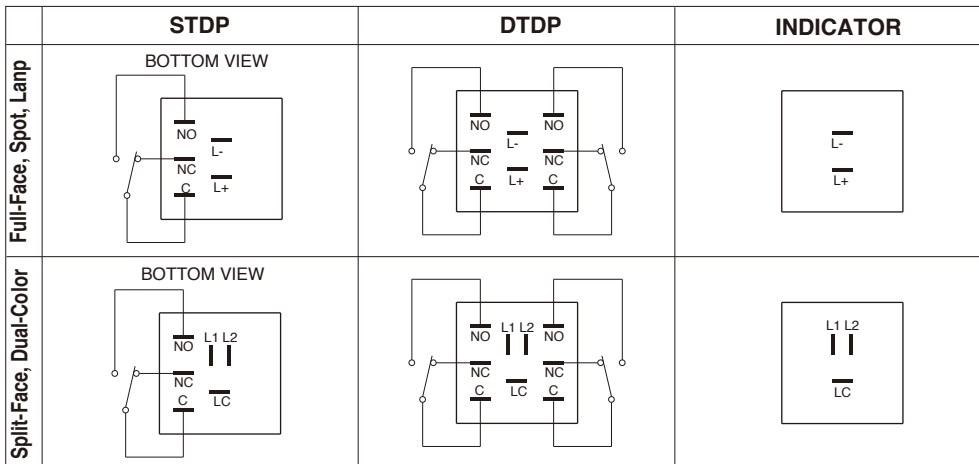 STDP
DTDP
INDICATOR
Full-Face, Spot, Lanp
BOTTOM VIEW
NO
L-
NC
C
L+
NO
NO
L-
NC
NC
C
L+
C
L-
L+
Split-Face, Dual-Color
BOTTOM VIEW
L1 L2
NO
NC
C
LC
L1 L2
NO
NO
NC
NC
C
LC
C
L1 L2
LC